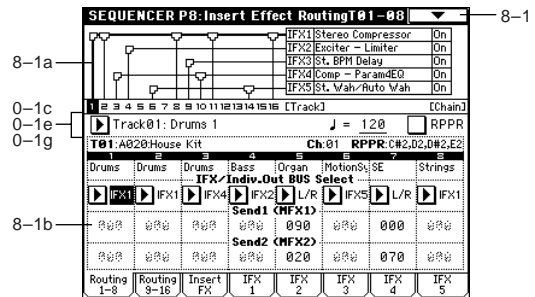 SEQUENCER P8:Insert Effect RoutingT01-08
8-1
IFX1 Stereo Compressor On
IFX2 Exciter - Limiter On
IFX3 St. BPM Delay On
IFX4 Comp - Param4EQ On
IFX5 St. Wah/Auto Wah On
8-1a
0-1c
1 2 3 4 5 6 7 8 9 10 11 12 13 14 15 16 [Track] [Chain]
0-1e
Track01: Drums 1 ♩ = 120 RPPR
0-1g
T01:A020:House Kit Ch:01 RPPR:C#2,D2,D#2,E2
1 2 3 4 5 6 7 8
Drums Drums Drums Bass Organ MotionSy SE Strings
IFX/Indiv.Out BUS Select
IFX1 IFX1 IFX4 IFX2 L/R IFX5 L/R IFX1
Send1 (MFX1)
8-1b
090 000
Send2 (MFX2)
020 070
Routing 1-8 Routing 9-16 Insert FX IFX 1 IFX 2 IFX 3 IFX 4 IFX 5